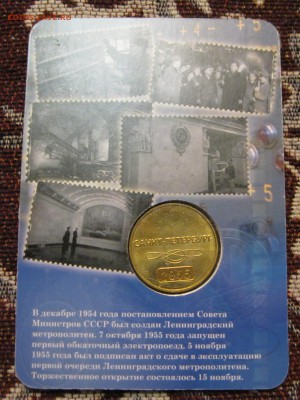 САНКТ-ПЕТЕРБУРГ
В декабре 1954 года постановлением Совета
Министров СССР был создан Ленинградский
метрополитен. 7 октября 1955 года запущен
первый обкаточный электропоезд. 5 ноября
1955 года был подписан акт о сдаче в эксплуатацию
первой очереди Ленинградского метрополитена.
Торжественное открытие состоялось 15 ноября.